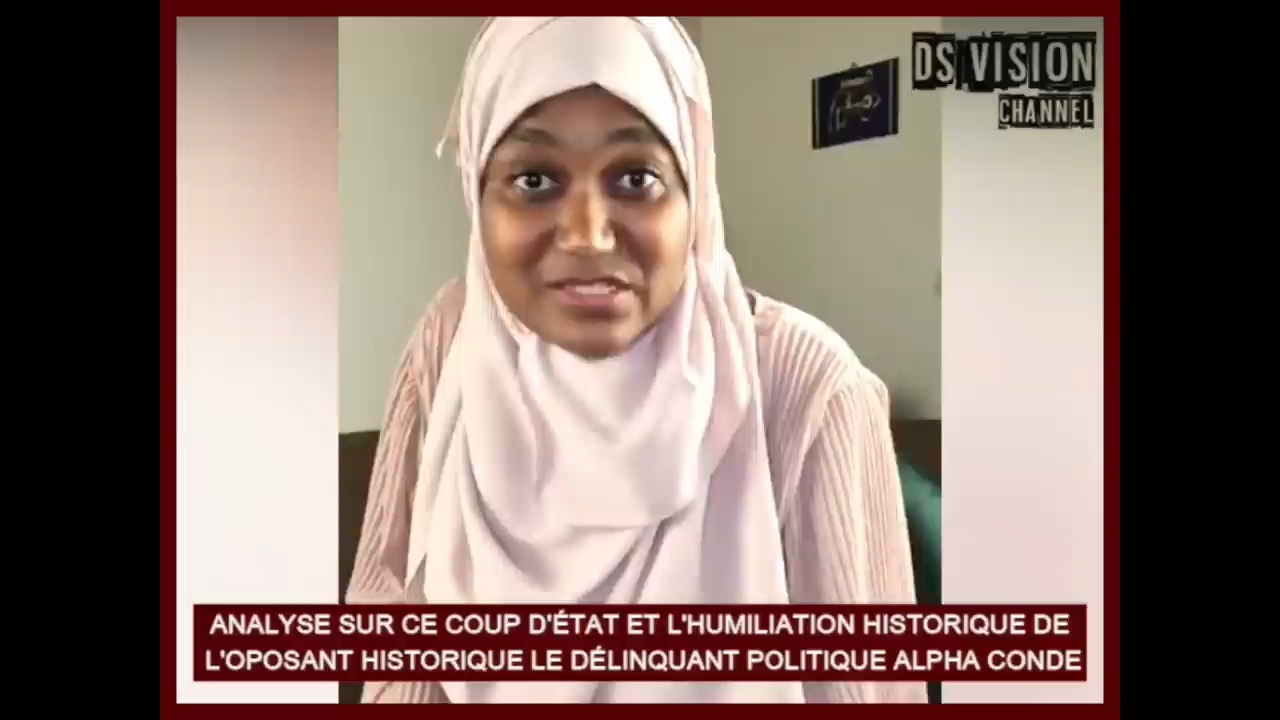 DS VISION
CHANNEL
ANALYSE SUR CE COUP D'ÉTAT ET L'HUMILIATION HISTORIQUE DE
L'OPOSANT HISTORIQUE LE DÉLINQUANT POLITIQUE ALPHA CONDE